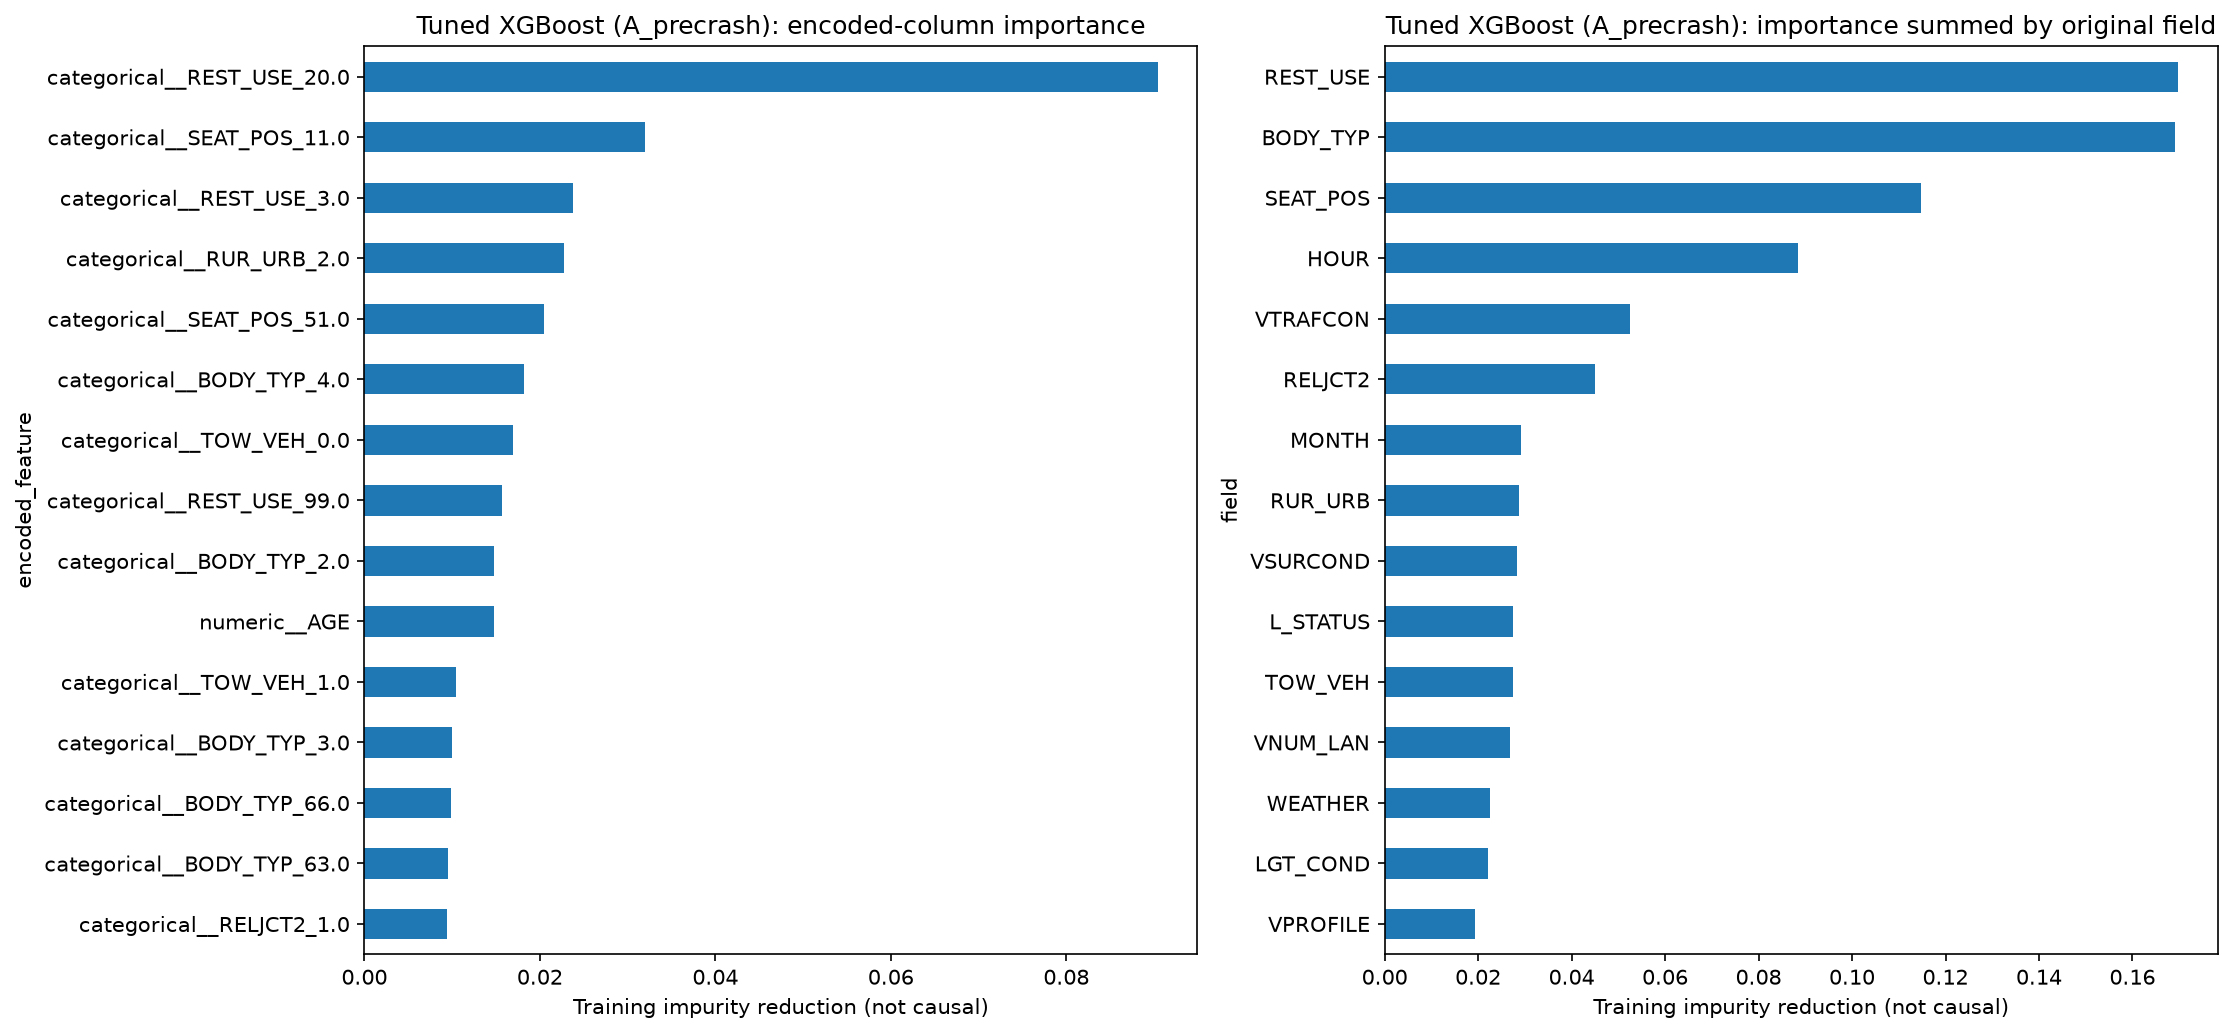 Tuned XGBoost (A_precrash): encoded-column importance
encoded_feature
categorical__REST_USE_20.0
categorical__SEAT_POS_11.0
categorical__REST_USE_3.0
categorical__RUR_URB_2.0
categorical__SEAT_POS_51.0
categorical__BODY_TYP_4.0
categorical__TOW_VEH_0.0
categorical__REST_USE_99.0
categorical__BODY_TYP_2.0
numeric__AGE
categorical__TOW_VEH_1.0
categorical__BODY_TYP_3.0
categorical__BODY_TYP_66.0
categorical__BODY_TYP_63.0
categorical__RELJCT2_1.0
0.00 0.02 0.04 0.06 0.08
Training impurity reduction (not causal)
Tuned XGBoost (A_precrash): importance summed by original field
field
REST_USE
BODY_TYP
SEAT_POS
HOUR
VTRAFCON
RELJCT2
MONTH
RUR_URB
VSURCOND
L_STATUS
TOW_VEH
VNUM_LAN
WEATHER
LGT_COND
VPROFILE
0.00 0.02 0.04 0.06 0.08 0.10 0.12 0.14 0.16
Training impurity reduction (not causal)